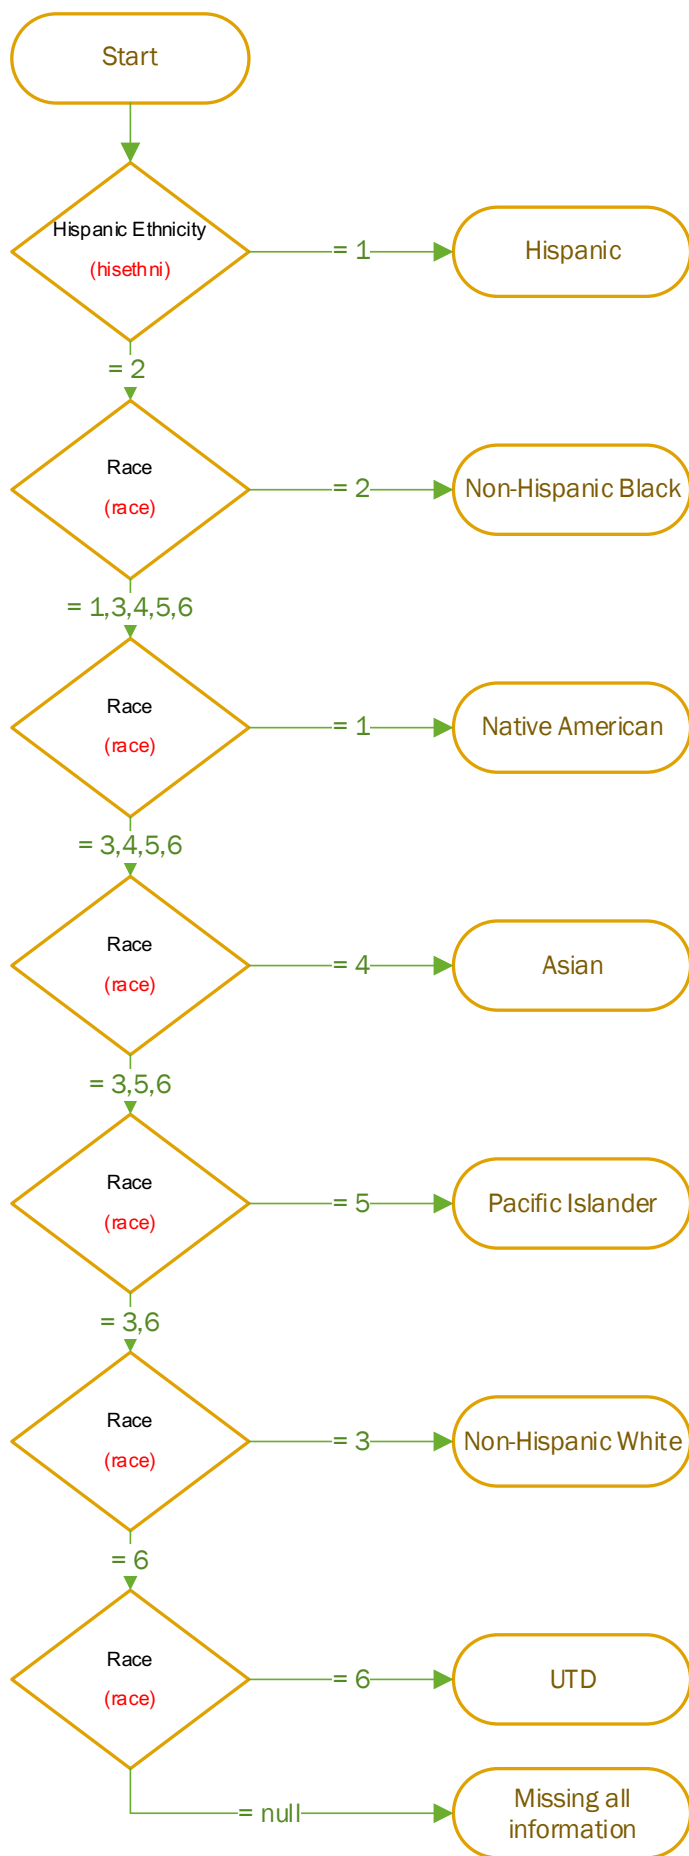 Start
Hispanic Ethnicity
(hisethni)
= 1
Hispanic
= 2
Race
(race)
= 2
Non-Hispanic Black
= 1,3,4,5,6
Race
(race)
= 1
Native American
= 3,4,5,6
Race
(race)
= 4
Asian
= 3,5,6
Race
(race)
= 5
Pacific Islander
= 3,6
Race
(race)
= 3
Non-Hispanic White
= 6
Race
(race)
= 6
UTD
= null
Missing all
information